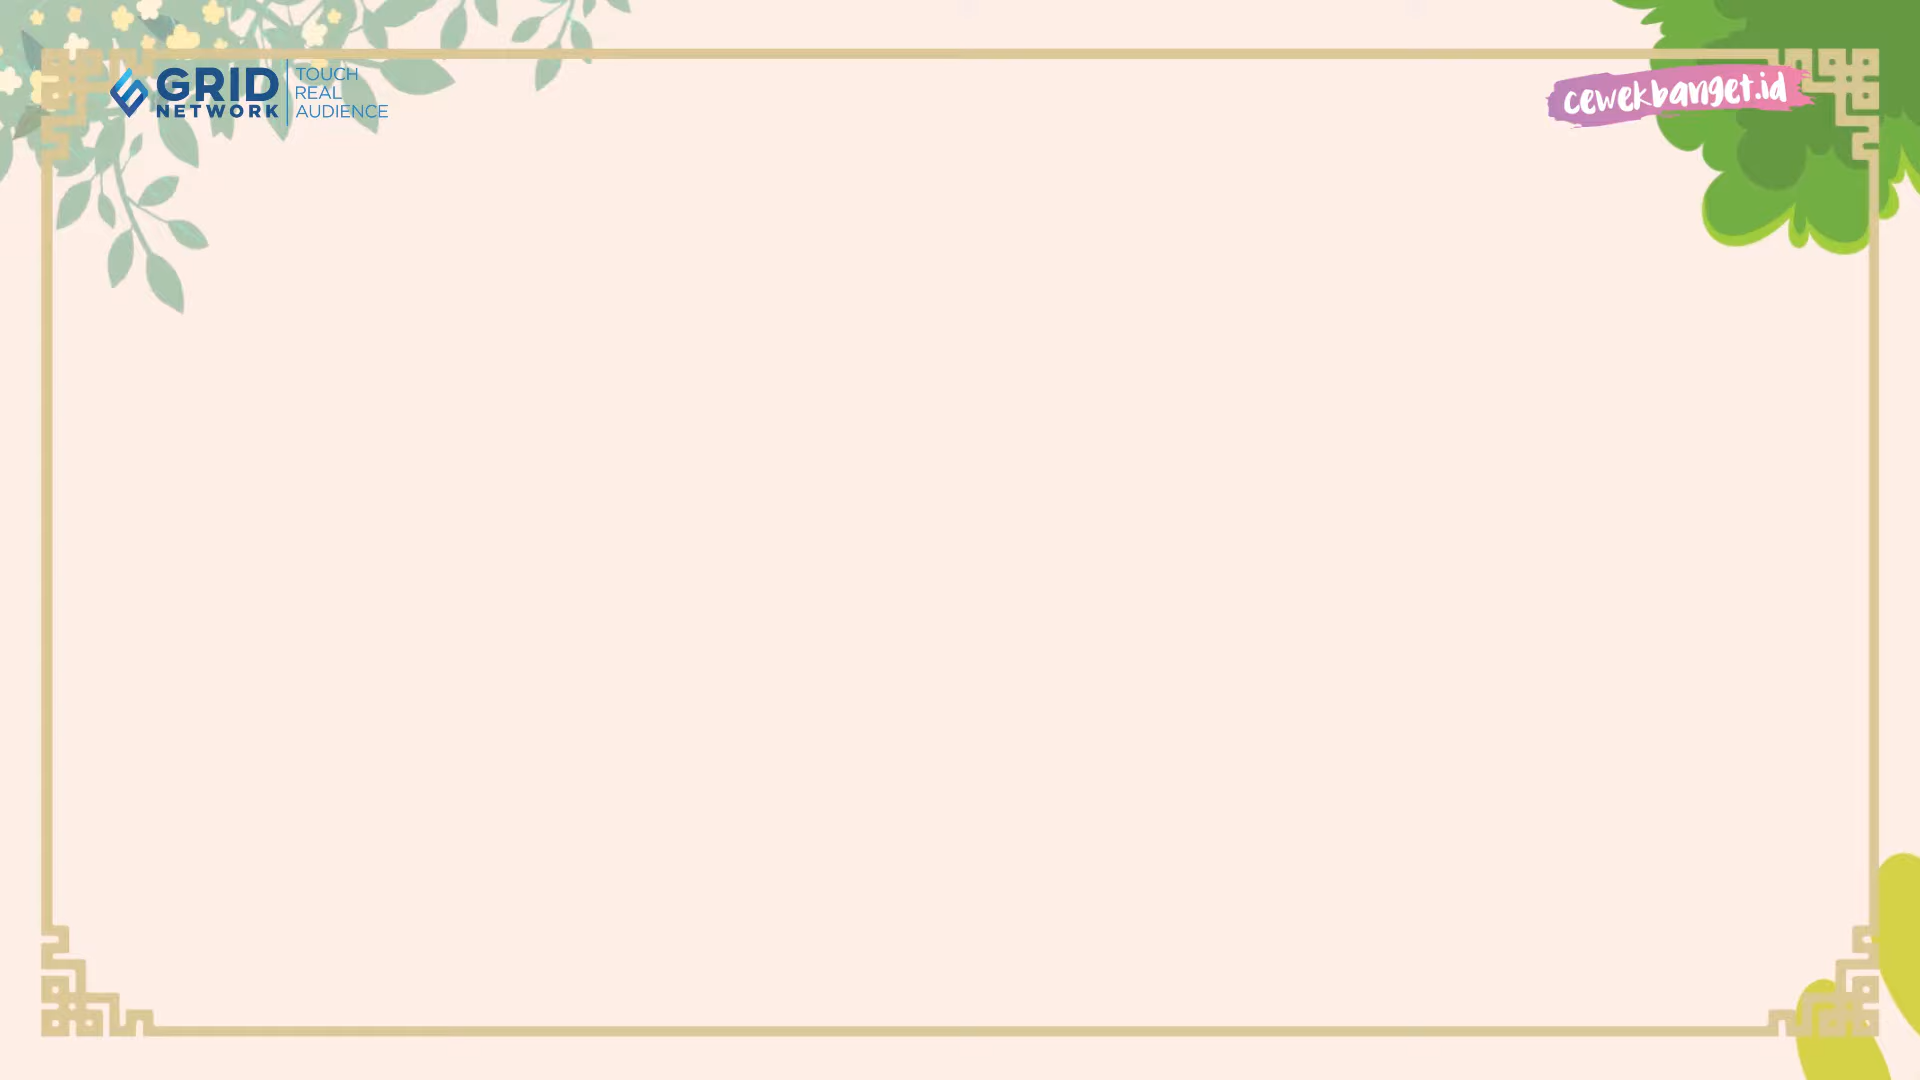 GRID
NETWORK
TOUCH
REAL
AUDIENCE
cewekbanget.id